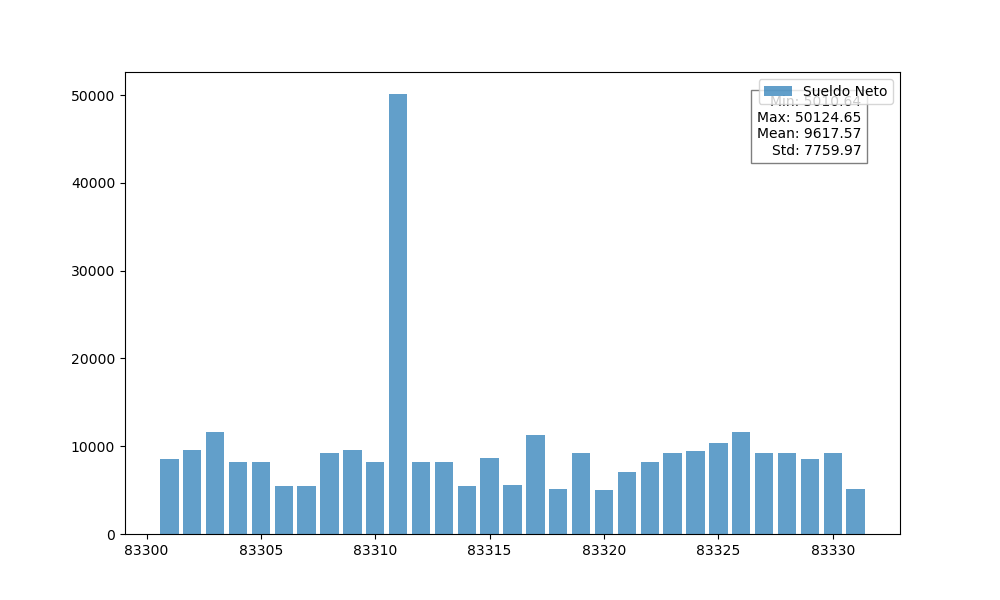 50000
40000
30000
20000
10000
0
83300 83305 83310 83315 83320 83325 83330
Sueldo Neto
Min: 5010.64
Max: 50124.65
Mean: 9617.57
Std: 7759.97